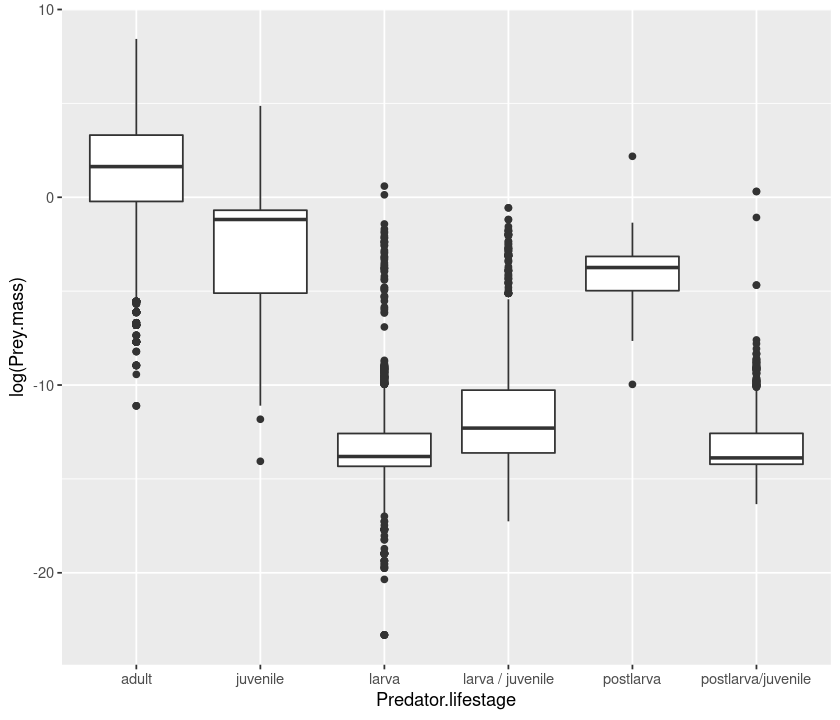 10
0
-10
-20
log(Prey.mass)
adult juvenile larva larva / juvenile postlarva postlarva/juvenile
Predator.lifestage